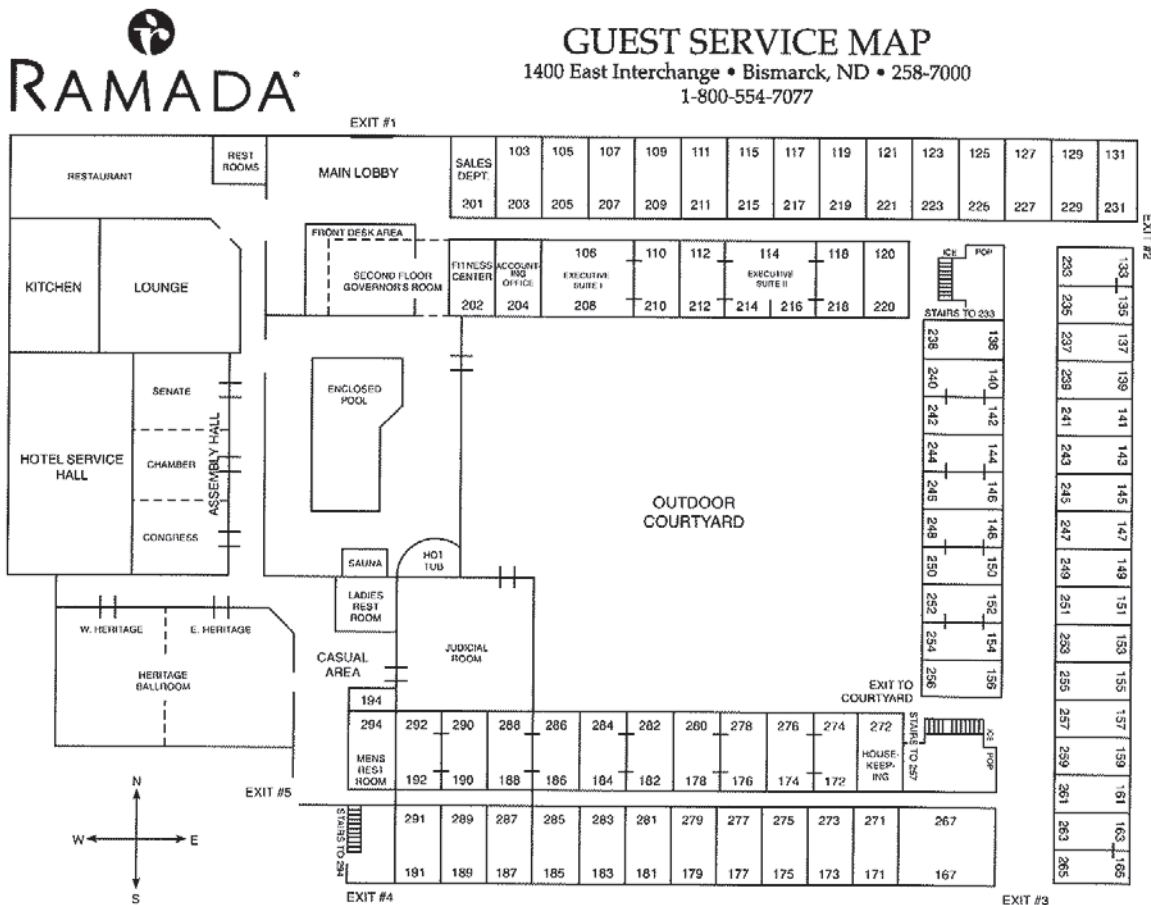 RAMADA
GUEST SERVICE MAP
1400 East Interchange • Bismarck, ND • 258-7000
1-800-554-7077
EXIT #1
RESTAURANT
REST
ROOMS
MAIN LOBBY
SALES
DEPT.
201
103 105 107 109 111 115 117 119 121 123 125 127 129 131
203 205 207 209 211 215 217 219 221 223 225 227 229 231
EXIT #2
KITCHEN
LOUNGE
FRONT DESK AREA
SECOND FLOOR
GOVERNOR'S ROOM
FITNESS
CENTER
202
ACCOUNT-
ING
OFFICE
204
106
EXECUTIVE
SUITE I
208
110
210
112
212
114
EXECUTIVE
SUITE II
214 216
118
218
120
220
ICE
POP
STAIRS TO 233
238 138
240 140
242 142
244 144
246 146
248 148
250 150
252 152
254 154
256 156
233 133
235 135
237 137
239 139
241 141
243 143
245 145
247 147
249 149
251 151
253 153
255 155
257 157
259 159
261 161
263 163
265 165
HOTEL SERVICE
HALL
SENATE
CHAMBER
CONGRESS
ASSEMBLY HALL
ENCLOSED
POOL
SAUNA
HOT
TUB
LADIES
REST
ROOM
OUTDOOR
COURTYARD
W. HERITAGE
E. HERITAGE
HERITAGE
BALLROOM
CASUAL
AREA
JUDICIAL
ROOM
EXIT TO
COURTYARD
194
294
MENS
REST
ROOM
292 290 288 286 284 282 280 278 276 274 272
192 190 188 186 184 182 178 176 174 172
HOUSE-
KEEP-
ING
STAIRS TO 257
ICE
POP
EXIT #5
STAIRS TO 294
291 289 287 285 283 281 279 277 275 273 271 267
191 189 187 185 183 181 179 177 175 173 171 167
EXIT #4
EXIT #3
N
W
E
S